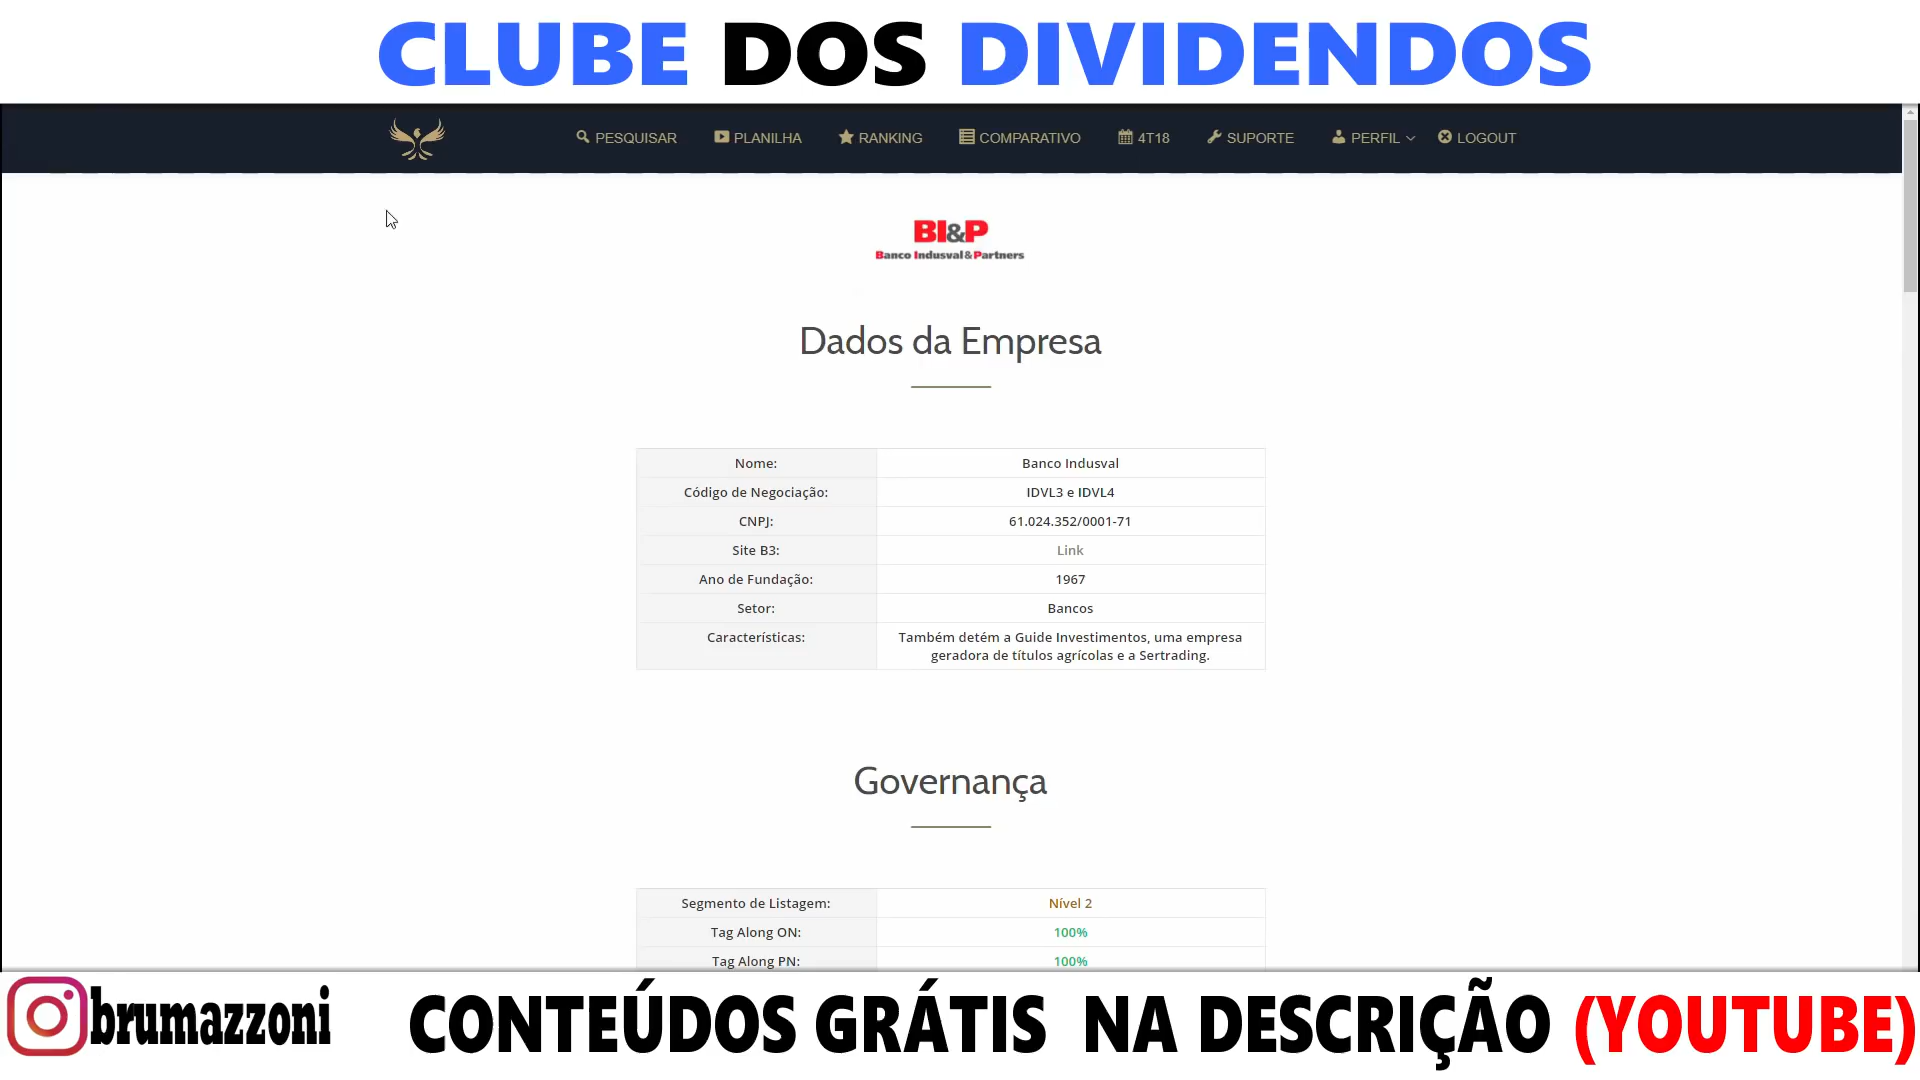 CLUBE DOS DIVIDENDOS
PESQUISAR PLANILHA RANKING COMPARATIVO 4T18 SUPORTE PERFIL LOGOUT
BI&P
Banco Indusval&Partners
Dados da Empresa
Nome: Banco Indusval
Código de Negociação: IDVL3 e IDVL4
CNPJ: 61.024.352/0001-71
Site B3: Link
Ano de Fundação: 1967
Setor: Bancos
Características: Também detém a Guide Investimentos, uma empresa
geradora de títulos agrícolas e a Sertrading.
Governança
Segmento de Listagem: Nível 2
Tag Along ON: 100%
Tag Along PN: 100%
brumazzoni CONTEÚDOS GRÁTIS NA DESCRIÇÃO (YOUTUBE)